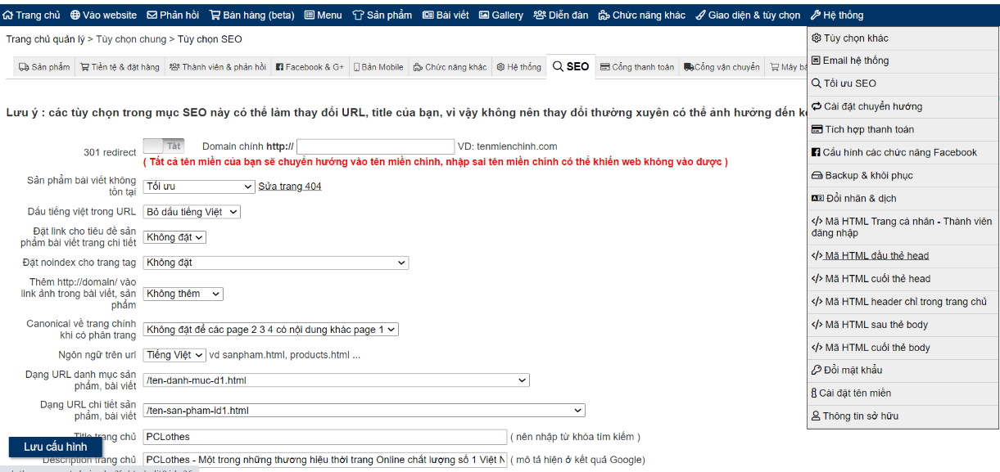 Trang chủ Vào website Phản hồi Bán hàng (beta) Menu Sản phẩm Bài viết Gallery Diễn đàn Chức năng khác Giao diện & tùy chọn Hệ thống
Trang chủ quản lý > Tùy chọn chung > Tùy chọn SEO
Sản phẩm Tiền tệ & đặt hàng Thành viên & phản hồi Facebook & G+ Bản Mobile Chức năng khác Hệ thống SEO Cổng thanh toán Cổng vận chuyển Máy bá
Lưu ý : các tùy chọn trong mục SEO này có thể làm thay đổi URL, title của bạn, vì vậy không nên thay đổi thường xuyên có thể ảnh hưởng đến k
301 redirect Tắt Domain chính http:// VD: tenmienchinh.com
( Tất cả tên miền của bạn sẽ chuyển hướng vào tên miền chính, nhập sai tên miền chính có thể khiến web không vào được )
Sản phẩm bài viết không
tồn tại
Tối ưu Sửa trang 404
Dấu tiếng việt trong URL Bỏ dấu tiếng Việt
Đặt link cho tiêu đề sản
phẩm bài viết trang chi tiết
Không đặt
Đặt noindex cho trang tag Không đặt
Thêm http://domain/ vào
link ảnh trong bài viết, sản
phẩm
Không thêm
Canonical về trang chính
khi có phân trang
Không đặt để các page 2 3 4 có nội dung khác page 1
Ngôn ngữ trên url Tiếng Việt vd sanpham.html, products.html ...
Dạng URL danh mục sản
phẩm, bài viết
/ten-danh-muc-d1.html
Dạng URL chi tiết sản
phẩm, bài viết
/ten-san-pham-id1.html
Title trang chủ PCLothes ( nên nhập từ khóa tìm kiếm )
Lưu cấu hình
Description trang chủ PCLothes - Một trong những thương hiệu thời trang Online chất lượng số 1 Việt N ( mô tả hiện ở kết quả Google)
Tùy chọn khác
Email hệ thống
Tối ưu SEO
Cài đặt chuyển hướng
Tích hợp thanh toán
Cấu hình các chức năng Facebook
Backup & khôi phục
Đổi nhãn & dịch
Mã HTML Trang cá nhân - Thành viên
đăng nhập
Mã HTML đầu thẻ head
Mã HTML cuối thẻ head
Mã HTML header chỉ trong trang chủ
Mã HTML sau thẻ body
Mã HTML cuối thẻ body
Đổi mật khẩu
Cài đặt tên miền
Thông tin sở hữu